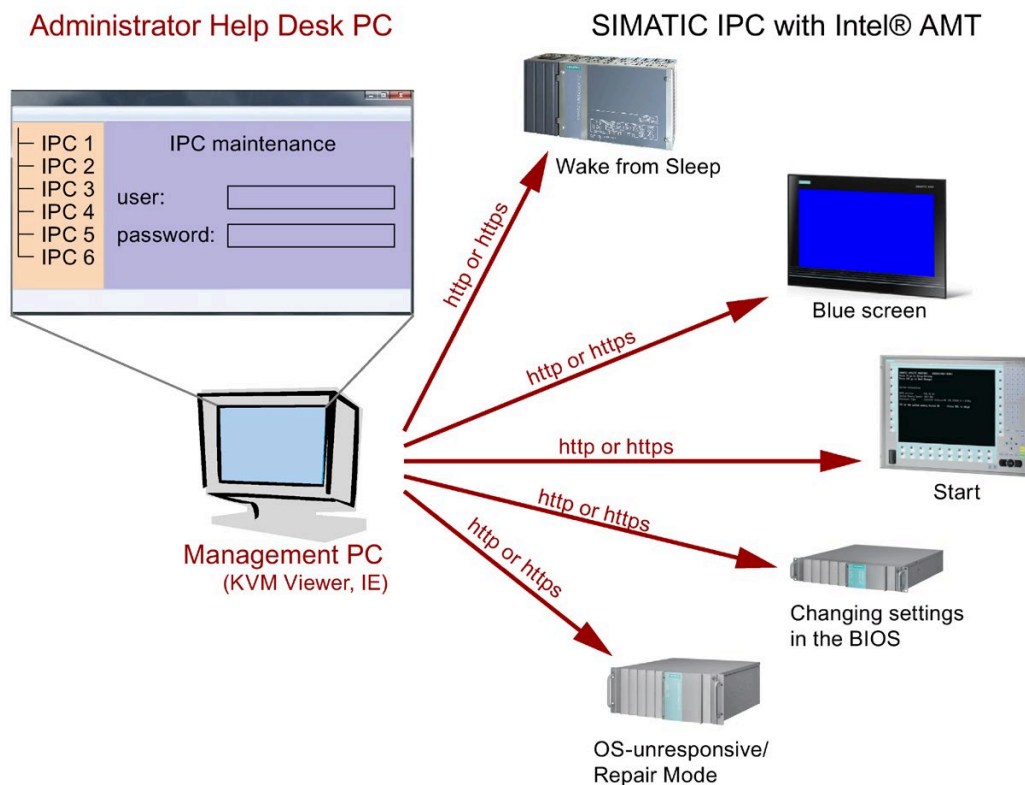 Administrator Help Desk PC
SIMATIC IPC with Intel® AMT
IPC 1
IPC 2
IPC 3
IPC 4
IPC 5
IPC 6
IPC maintenance
user:
password:
Management PC
(KVM Viewer, IE)
http or https
Wake from Sleep
http or https
Blue screen
http or https
Start
http or https
Changing settings
in the BIOS
http or https
OS-unresponsive/
Repair Mode